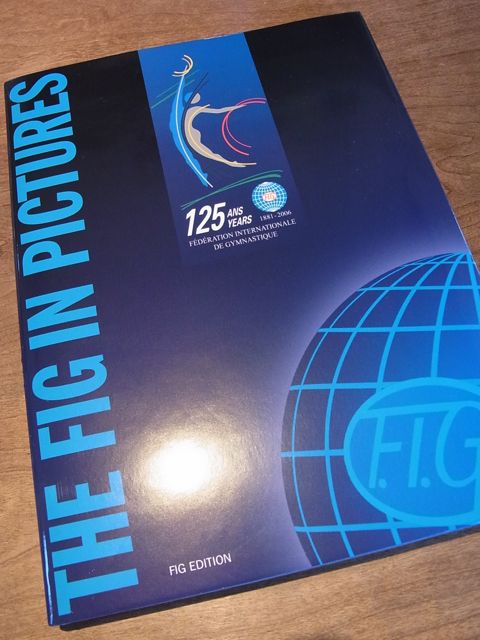 THE FIG IN PICTURES
125 ANS
YEARS
1881-2006
FÉDÉRATION INTERNATIONALE
DE GYMNASTIQUE
F.I.G
FIG EDITION